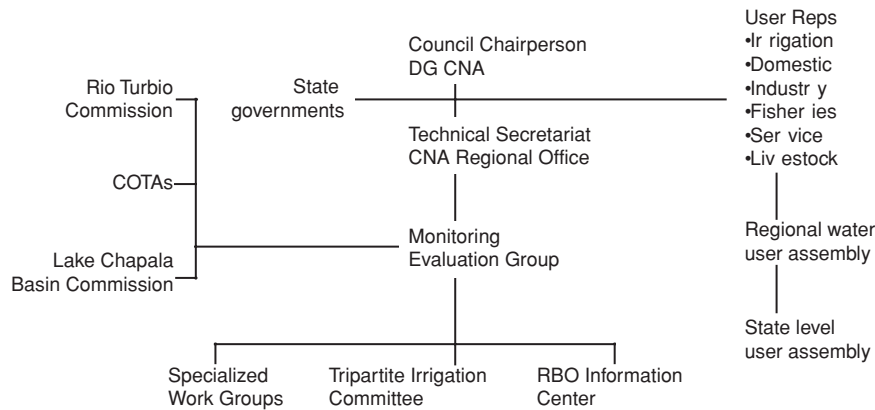 Council Chairperson
DG CNA
User Reps
•Ir rigation
•Domestic
•Industr y
•Fisher ies
•Ser vice
•Liv estock
Rio Turbio
Commission
State
governments
Technical Secretariat
CNA Regional Office
COTAs
Monitoring
Evaluation Group
Regional water
user assembly
Lake Chapala
Basin Commission
State level
user assembly
Specialized
Work Groups
Tripartite Irrigation
Committee
RBO Information
Center